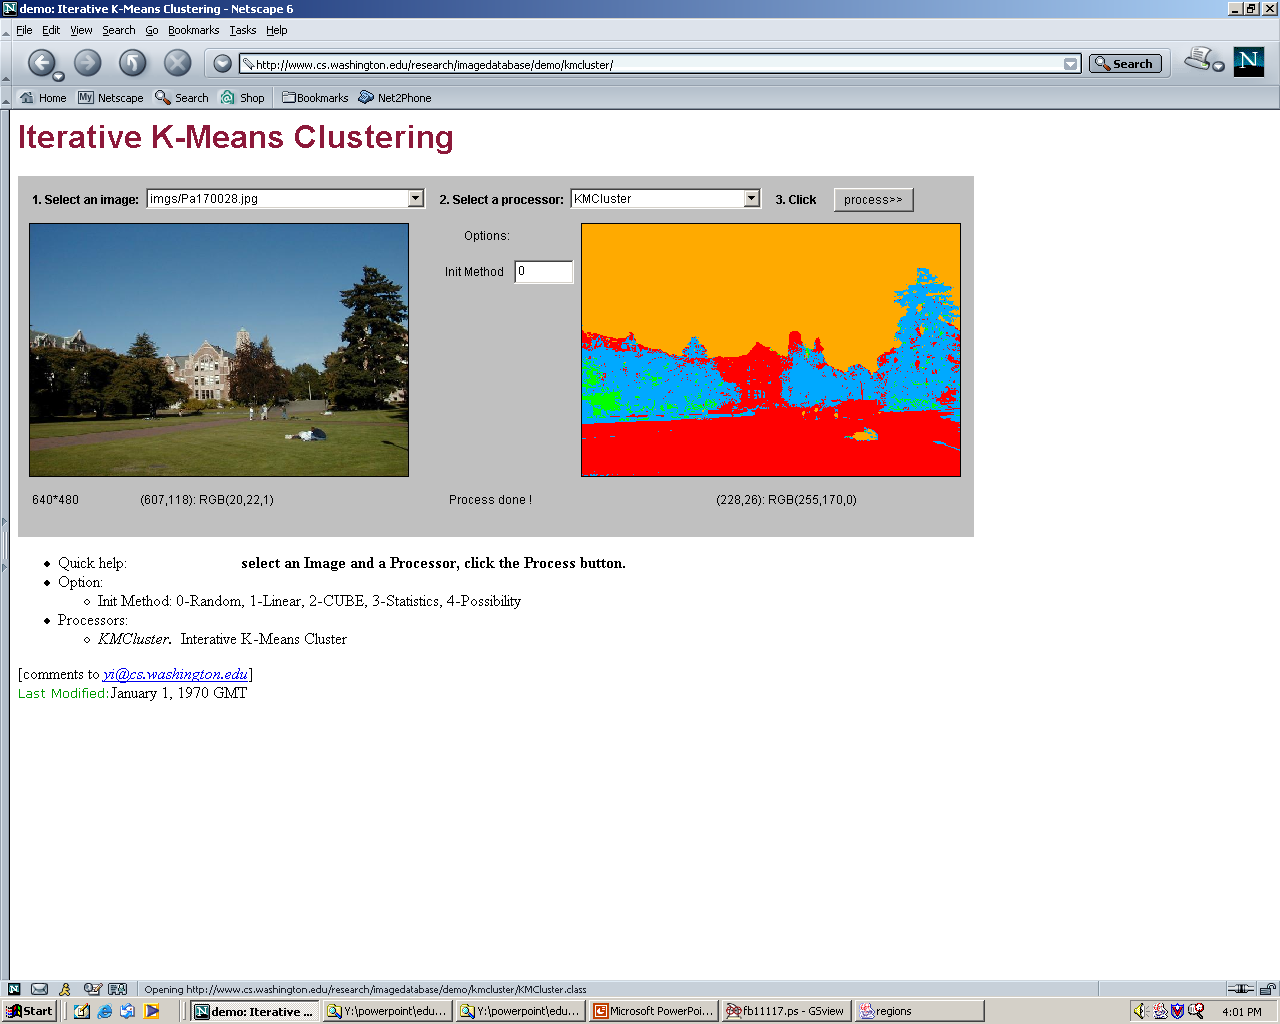 demo: Iterative K-Means Clustering - Netscape 6
File Edit View Search Go Bookmarks Tasks Help
http://www.cs.washington.edu/research/imagedatabase/demo/kmcluster/ Search N
Home My Netscape Search Shop Bookmarks Net2Phone
Iterative K-Means Clustering
1. Select an image: imgs/Pa170028.jpg 2. Select a processor: KMCluster 3. Click process>>
Options:
Init Method 0
640*480 (607,118): RGB(20,22,1) Process done ! (228,26): RGB(255,170,0)
Quick help: select an Image and a Processor, click the Process button.
Option:
Init Method: 0-Random, 1-Linear, 2-CUBE, 3-Statistics, 4-Possibility
Processors:
KMCluster. Interative K-Means Cluster
[comments to yi@cs.washington.edu]
Last Modified:January 1, 1970 GMT
Opening http://www.cs.washington.edu/research/imagedatabase/demo/kmcluster/KMCluster.class
Start demo: Iterative ... Y:\powerpoint\edu... Y:\powerpoint\edu... Microsoft PowerPoi... fb11117.ps - GSview regions 4:01 PM